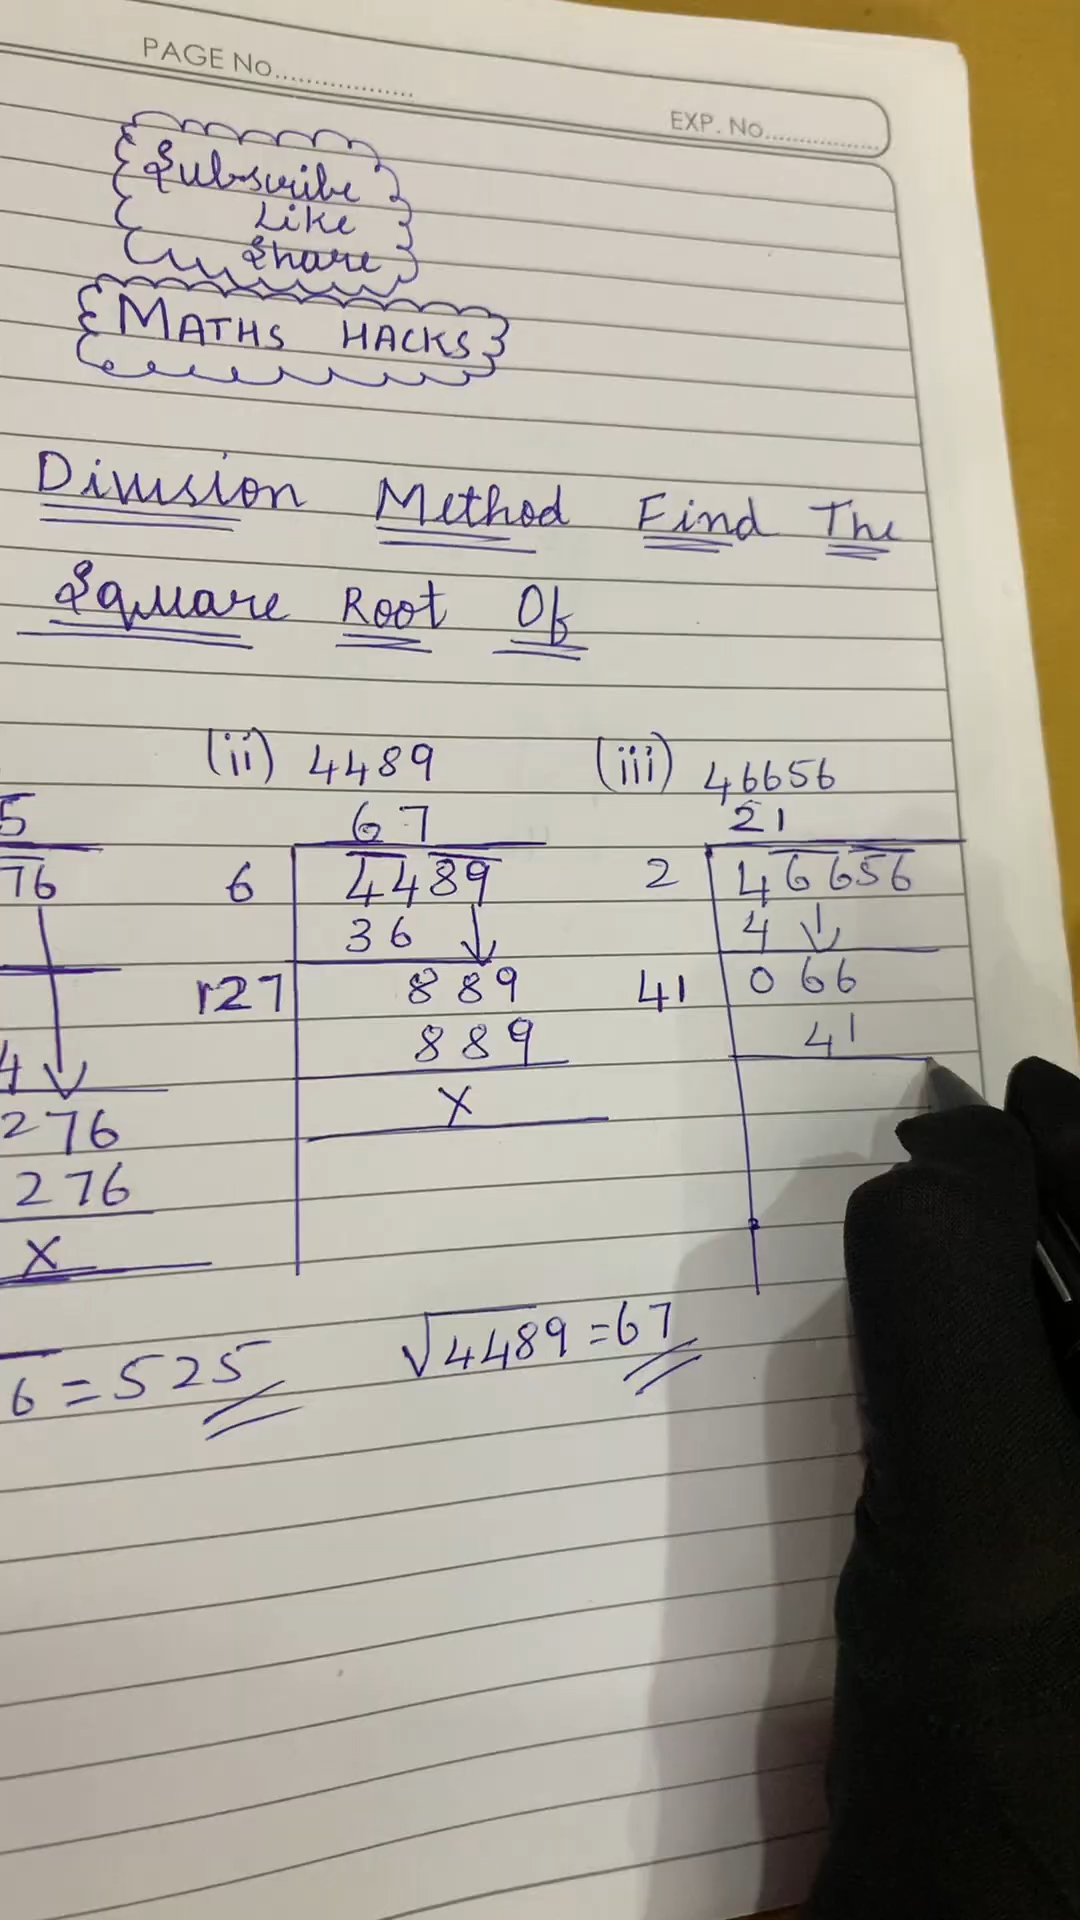 PAGE No.
EXP. No.
Subscribe
Like
Share
MATHS HACKS
Division Method Find The
Square Root Of
(ii) 4489
(iii) 46656
5
67
21
76
6
4489
2
46656
36
4
127
889
41
066
889
41
4
X
276
276
X
√4489 = 67
6 = 525